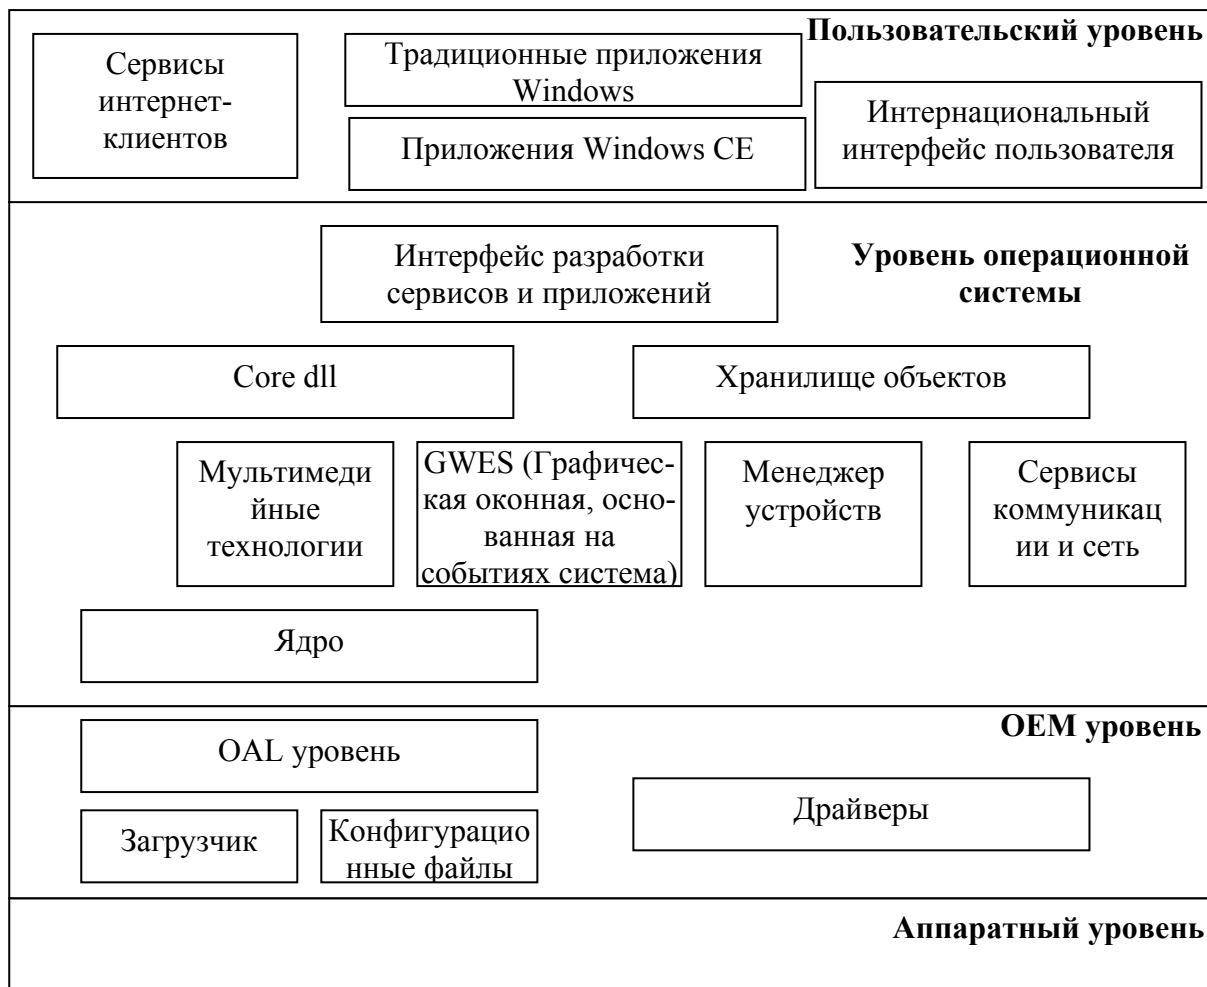 Пользовательский уровень
Сервисы
интернет-
клиентов
Традиционные приложения
Windows
Приложения Windows CE
Интернациональный
интерфейс пользователя
Интерфейс разработки
сервисов и приложений
Уровень операционной
системы
Core dll
Хранилище объектов
Мультимеди
йные
технологии
GWES (Графичес-
кая оконная, осно-
ванная на
событиях система)
Менеджер
устройств
Сервисы
коммуникац
ии и сеть
Ядро
OEM уровень
OAL уровень
Драйверы
Загрузчик
Конфигурацио
нные файлы
Аппаратный уровень